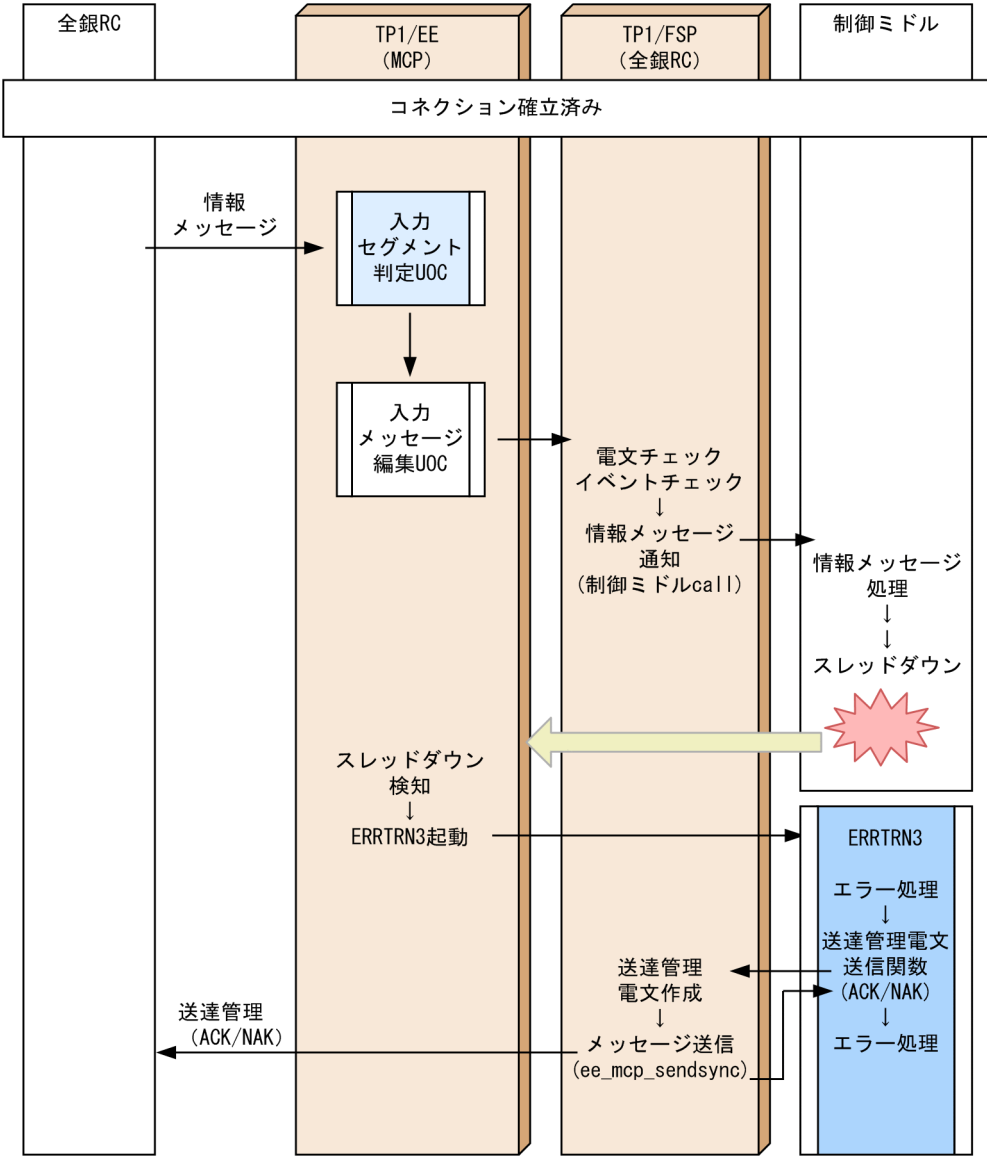 全銀RC
TP1/EE
(MCP)
TP1/FSP
(全銀RC)
制御ミドル
コネクション確立済み
情報
メッセージ
入力
セグメント
判定UOC
入力
メッセージ
編集UOC
電文チェック
イベントチェック
↓
情報メッセージ
通知
(制御ミドルcall)
情報メッセージ
処理
↓
↓
スレッドダウン
スレッドダウン
検知
↓
ERRTRN3起動
ERRTRN3
エラー処理
↓
送達管理電文
送信関数
(ACK/NAK)
↓
エラー処理
送達管理
電文作成
↓
メッセージ送信
(ee_mcp_sendsync)
送達管理
(ACK/NAK)